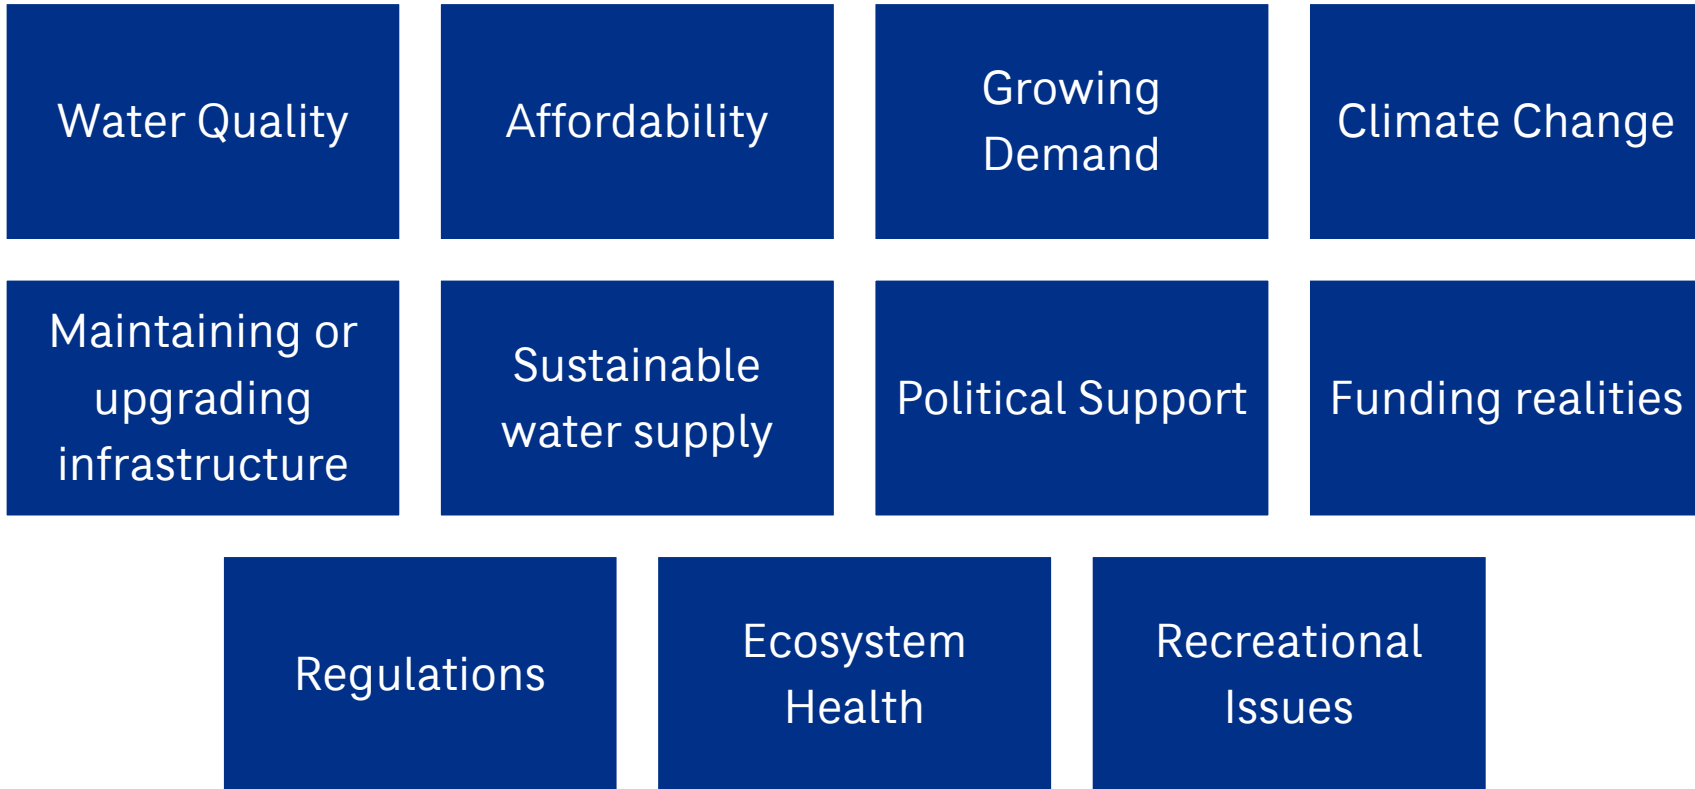 Water Quality
Affordability
Growing
Demand
Climate Change
Maintaining or
upgrading
infrastructure
Sustainable
water supply
Political Support
Funding realities
Regulations
Ecosystem
Health
Recreational
Issues